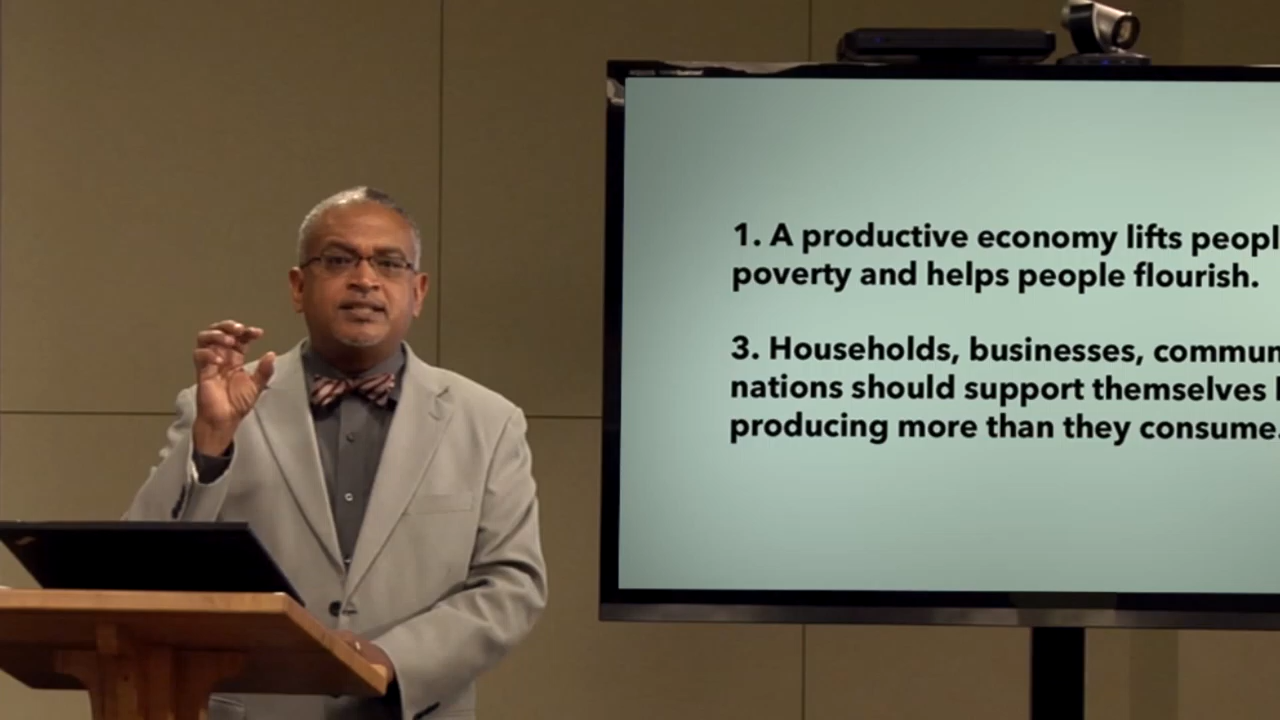 1. A productive economy lifts peopl
poverty and helps people flourish.
3. Households, businesses, commun
nations should support themselves
producing more than they consume.